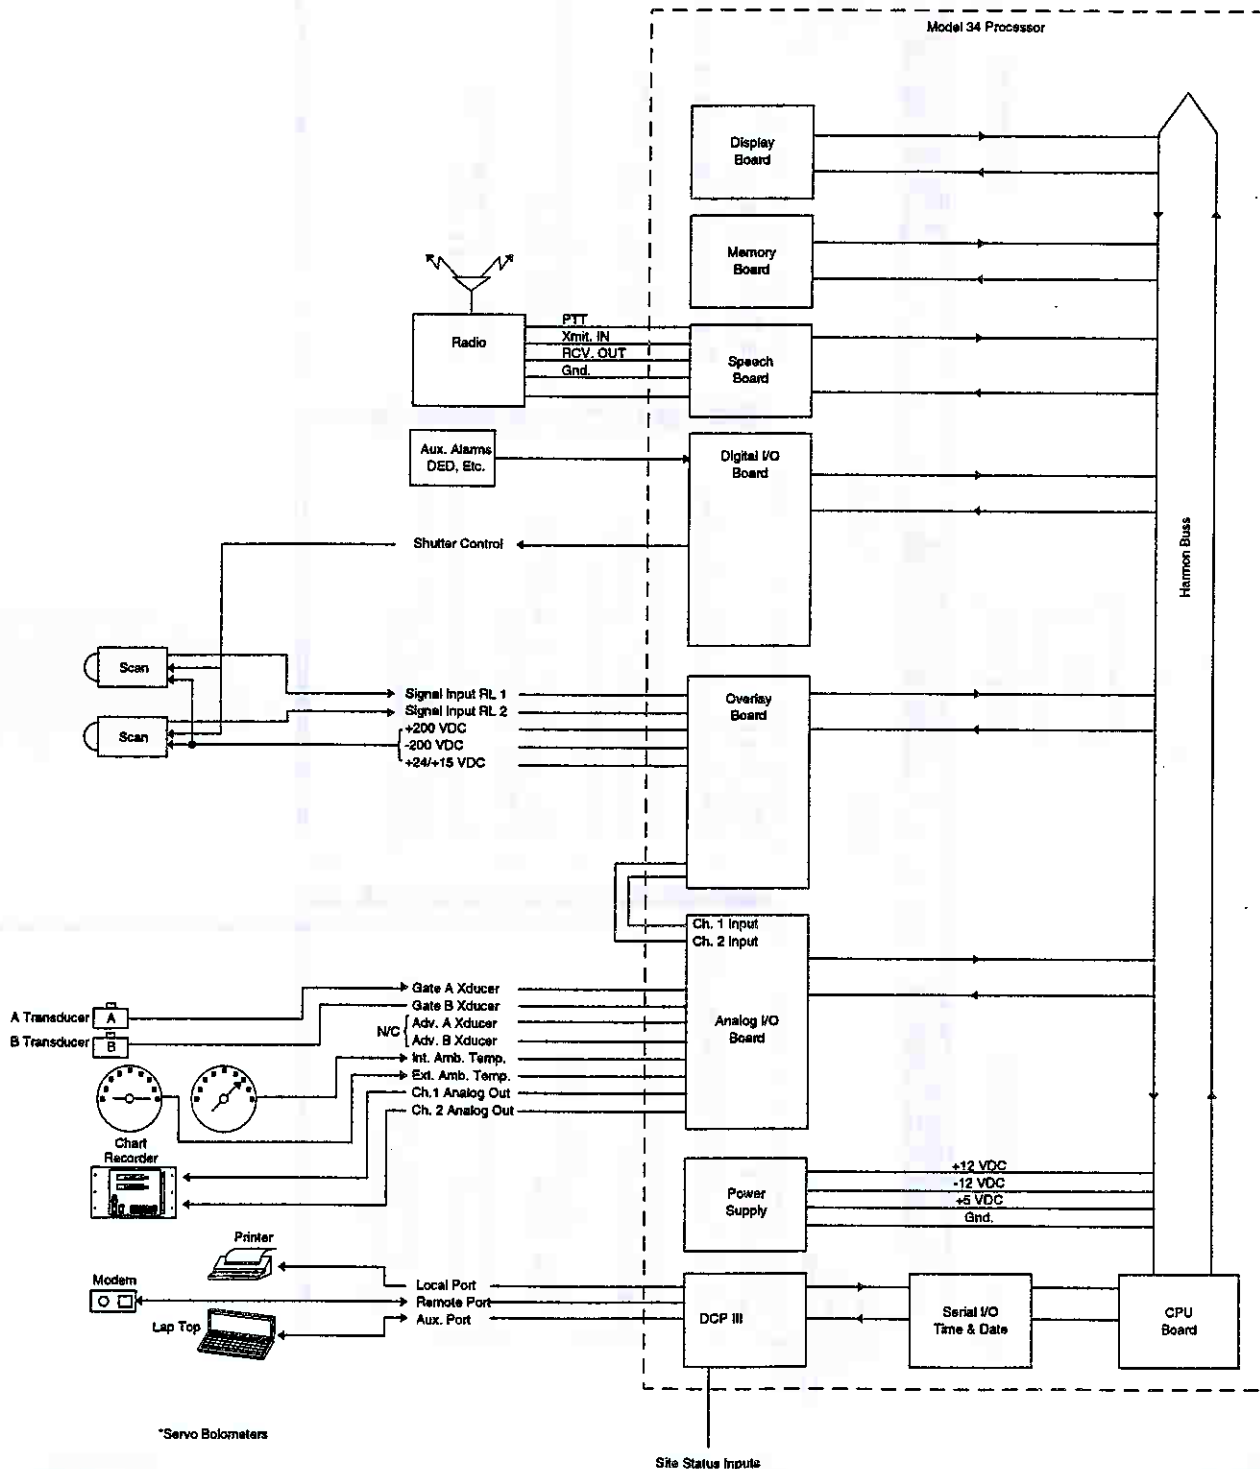 Model 34 Processor
Display
Board
Memory
Board
Radio
PTT
Xmit. IN
RCV. OUT
Gnd.
Speech
Board
Aux. Alarms
DED, Etc.
Digital I/O
Board
Shutter Control
Harmon Buss
Scan
Scan
Signal Input RL 1
Signal Input RL 2
+200 VDC
-200 VDC
+24/+15 VDC
Overlay
Board
Ch. 1 Input
Ch. 2 Input
Analog I/O
Board
A Transducer
A
B Transducer
B
Gate A Xducer
Gate B Xducer
N/C
Adv. A Xducer
Adv. B Xducer
Int. Amb. Temp.
Ext. Amb. Temp.
Ch.1 Analog Out
Ch. 2 Analog Out
Chart
Recorder
Power
Supply
+12 VDC
-12 VDC
+5 VDC
Gnd.
Printer
Modem
Lap Top
Local Port
Remote Port
Aux. Port
DCP III
Serial I/O
Time & Date
CPU
Board
*Servo Bolometers
Site Status Inputs